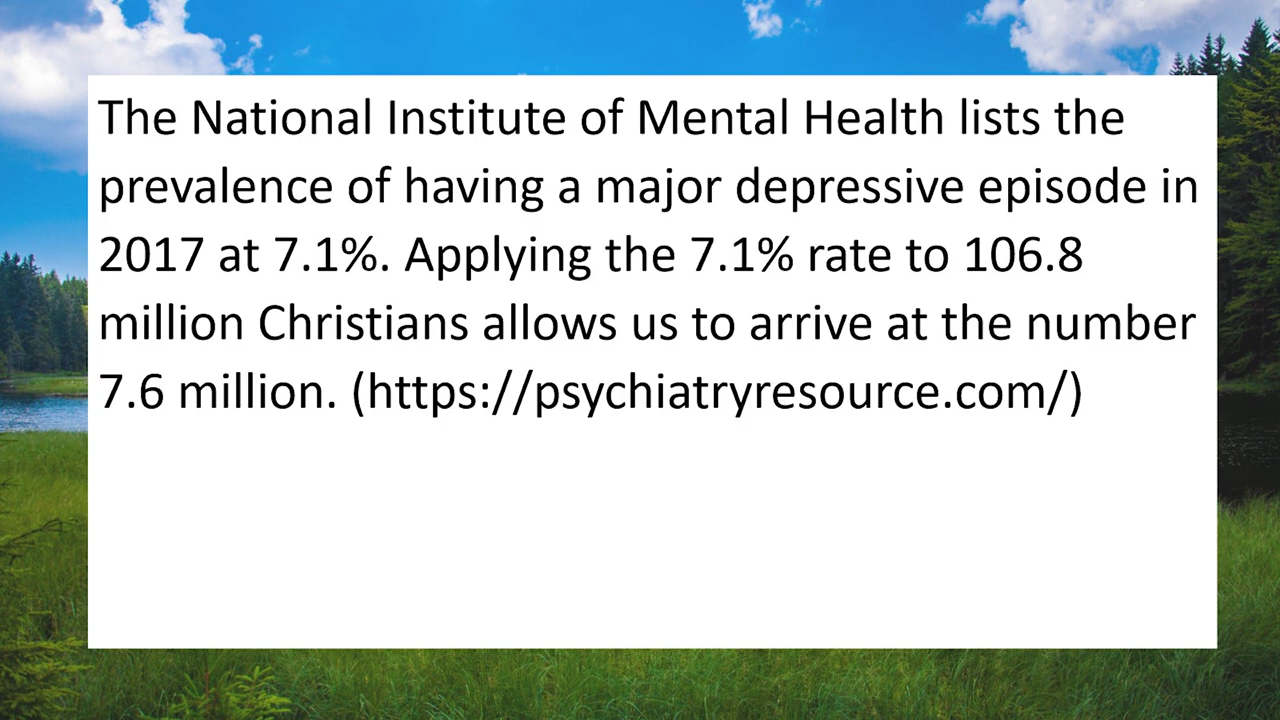 The National Institute of Mental Health lists the
prevalence of having a major depressive episode in
2017 at 7.1%. Applying the 7.1% rate to 106.8
million Christians allows us to arrive at the number
7.6 million. (https://psychiatryresource.com/)